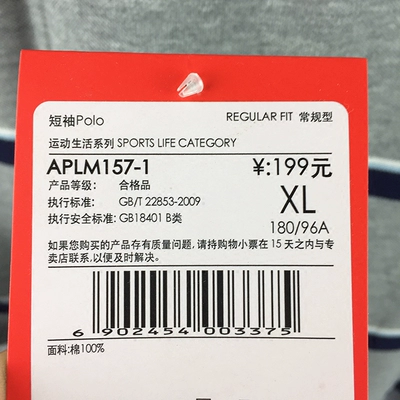 短袖Polo REGULAR FIT 常规型
运动生活系列 SPORTS LIFE CATEGORY
APLM157-1 ¥:199元
产品等级: 合格品
执行标准: GB/T 22853-2009 XL
执行安全标准: GB18401 B类 180/96A
如果您购买的产品存有质量问题,请持购物小票在 15 天之内与专
卖店联系,以便及时解决。
6 902454 003375
面料:棉100%